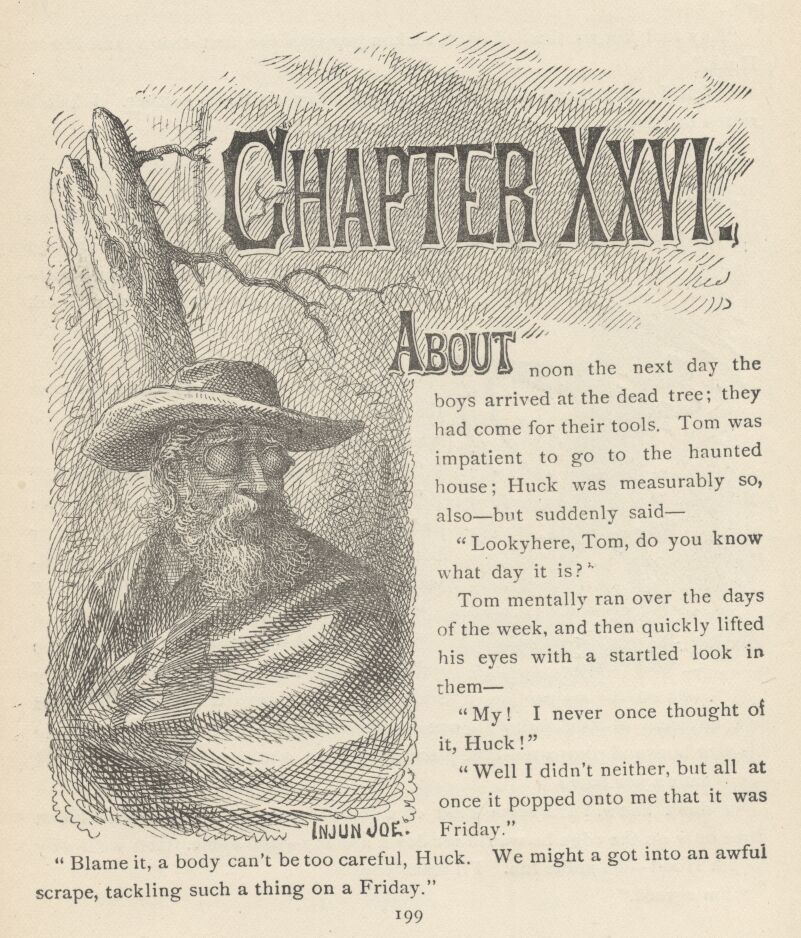 CHAPTER XXVI.
ABOUT noon the next day the
boys arrived at the dead tree; they
had come for their tools. Tom was
impatient to go to the haunted
house; Huck was measurably so,
also—but suddenly said—
“Lookyhere, Tom, do you know
what day it is?”
Tom mentally ran over the days
of the week, and then quickly lifted
his eyes with a startled look in
them—
“My! I never once thought of
it, Huck!”
“Well I didn’t neither, but all at
once it popped onto me that it was
Friday.”
INJUN JOE.
“Blame it, a body can’t be too careful, Huck. We might a got into an awful
scrape, tackling such a thing on a Friday.”
199